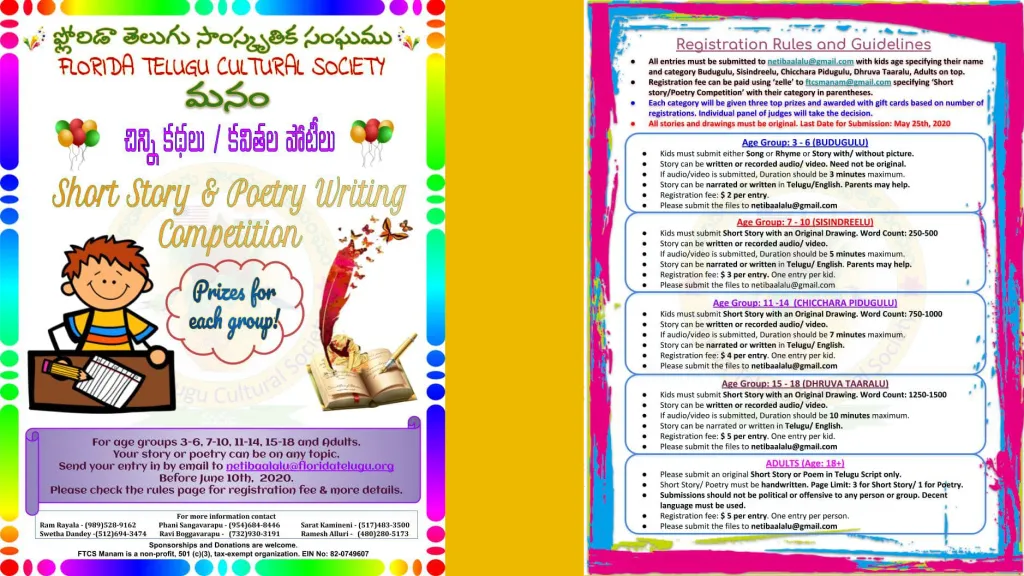 ఫ్లోరిడా తెలుగు సాంస్కృతిక సంఘము
FLORIDA TELUGU CULTURAL SOCIETY
మనం
చిన్ని కథలు / కవితల పోటీలు
Short Story & Poetry Writing
Competition
Prizes for
each group!
For age groups 3-6, 7-10, 11-14, 15-18 and Adults.
Your story or poetry can be on any topic.
Send your entry in by email to netibaalalu@floridatelugu.org
Before June 10th, 2020.
Please check the rules page for registration fee & more details.
For more information contact
Ram Rayala - (989)528-9162 Phani Sangavarapu - (954)684-8446 Sarat Kamineni - (517)483-3500
Swetha Dandey -(512)694-3474 Ravi Boggavarapu - (732)930-3191 Ramesh Alluri - (480)280-5173
Sponsorships and Donations are welcome.
FTCS Manam is a non-profit, 501 (c)(3), tax-exempt organization. EIN No: 82-0749607
Registration Rules and Guidelines
● All entries must be submitted to netibaalalu@gmail.com with kids age specifying their name
and category Budugulu, Sisindreelu, Chicchara Pidugulu, Dhruva Taaralu, Adults on top.
● Registration fee can be paid using 'zelle' to ftcsmanam@gmail.com specifying 'Short
story/Poetry Competition' with their category in parentheses.
● Each category will be given three top prizes and awarded with gift cards based on number of
registrations. Individual panel of judges will take the decision.
● All stories and drawings must be original. Last Date for Submission: May 25th, 2020
Age Group: 3 - 6 (BUDUGULU)
● Kids must submit either Song or Rhyme or Story with/ without picture.
● Story can be written or recorded audio/ video. Need not be original.
● If audio/video is submitted, Duration should be 3 minutes maximum.
● Story can be narrated or written in Telugu/English. Parents may help.
● Registration fee: $ 2 per entry.
● Please submit the files to netibaalalu@gmail.com
Age Group: 7 - 10 (SISINDREELU)
● Kids must submit Short Story with an Original Drawing. Word Count: 250-500
● Story can be written or recorded audio/ video.
● If audio/video is submitted, Duration should be 5 minutes maximum.
● Story can be narrated or written in Telugu/ English. Parents may help.
● Registration fee: $ 3 per entry. One entry per kid.
● Please submit the files to netibaalalu@gmail.com
Age Group: 11 -14 (CHICCHARA PIDUGULU)
● Kids must submit Short Story with an Original Drawing. Word Count: 750-1000
● Story can be written or recorded audio/ video.
● If audio/video is submitted, Duration should be 7 minutes maximum.
● Story can be narrated or written in Telugu/ English.
● Registration fee: $ 4 per entry. One entry per kid.
● Please submit the files to netibaalalu@gmail.com
Age Group: 15 - 18 (DHRUVA TAARALU)
● Kids must submit Short Story with an Original Drawing. Word Count: 1250-1500
● Story can be written or recorded audio/ video.
● If audio/video is submitted, Duration should be 10 minutes maximum.
● Story can be narrated or written in Telugu/ English.
● Registration fee: $ 5 per entry. One entry per kid.
● Please submit the files to netibaalalu@gmail.com
ADULTS (Age: 18+)
● Please submit an original Short Story or Poem in Telugu Script only.
● Short Story/ Poetry must be handwritten. Page Limit: 3 for Short Story/ 1 for Poetry.
● Submissions should not be political or offensive to any person or group. Decent
language must be used.
● Registration fee: $ 5 per entry. One entry per person.
● Please submit the files to netibaalalu@gmail.com